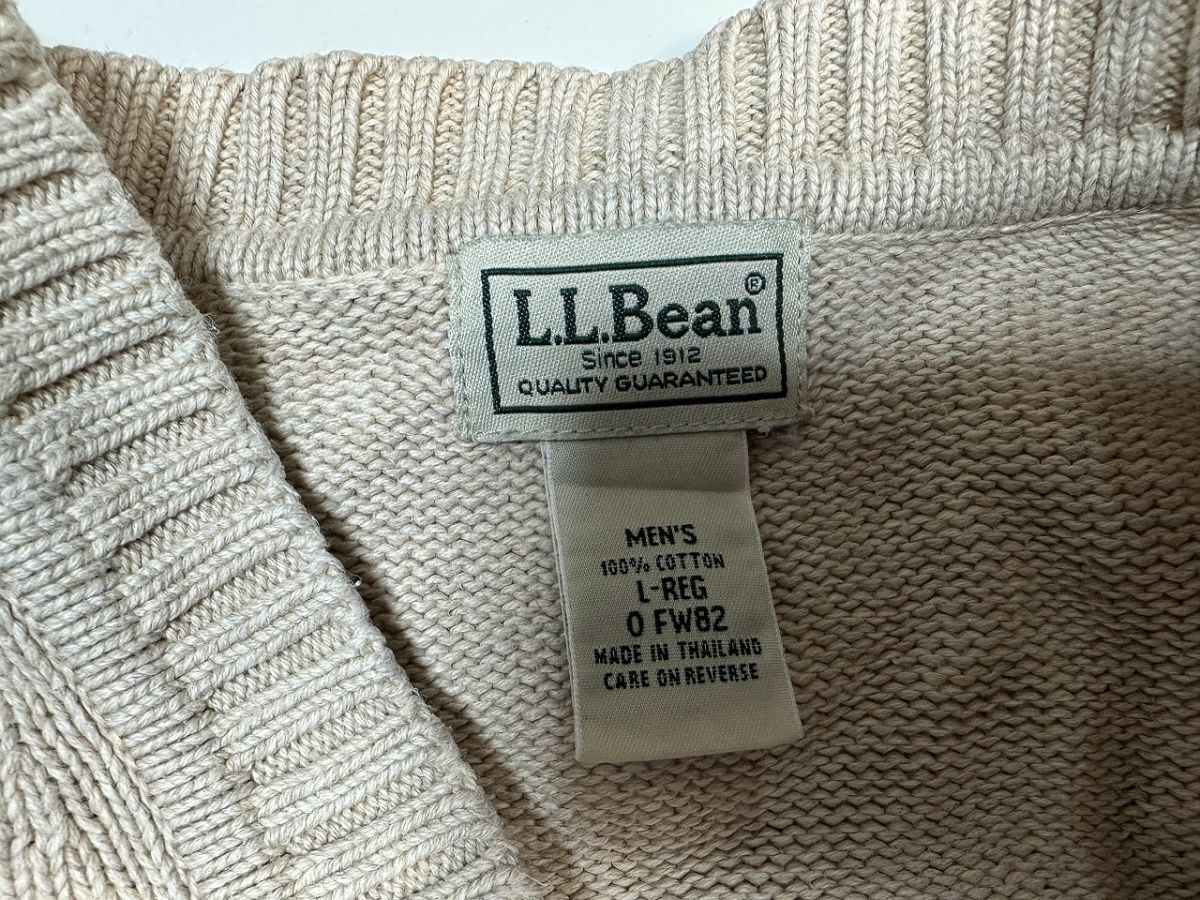 L.L.Bean®
Since 1912
QUALITY GUARANTEED
MEN'S
100% COTTON
L-REG
0 FW82
MADE IN THAILAND
CARE ON REVERSE